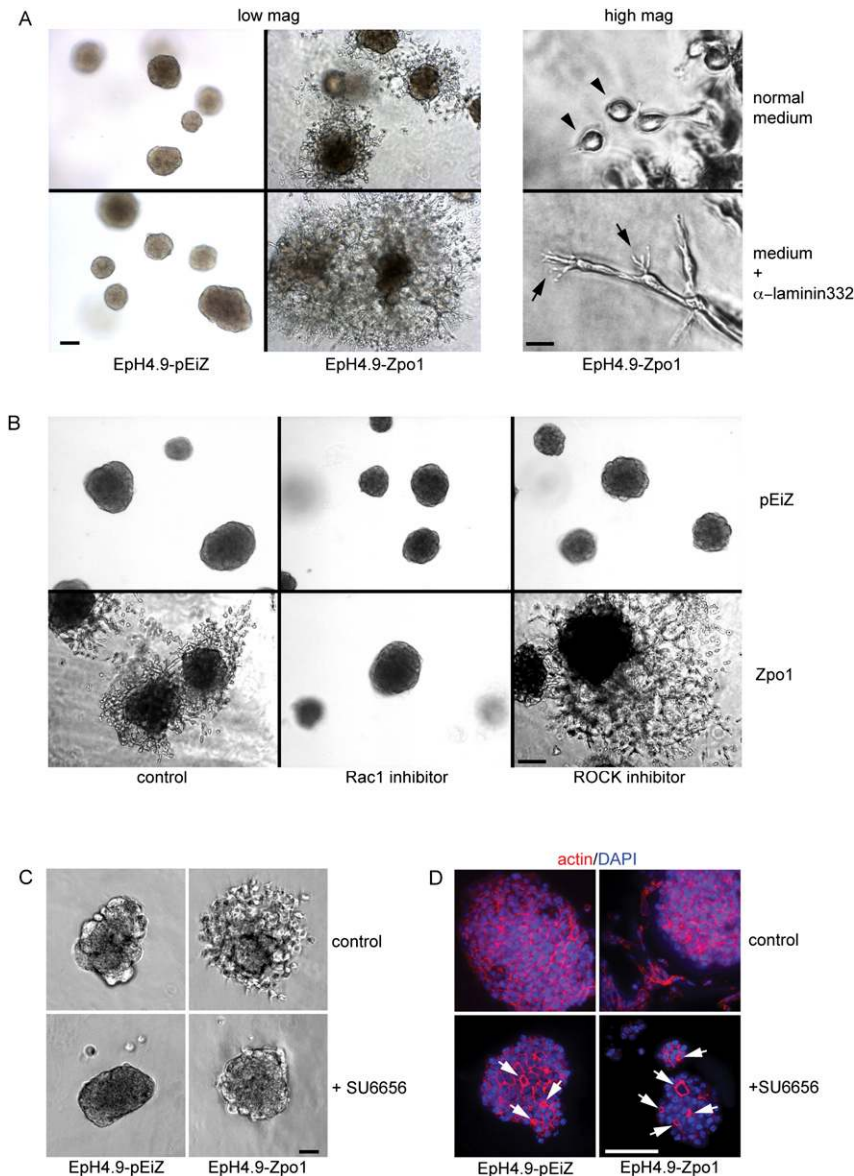 A
low mag
high mag
normal
medium
medium
+
α–laminin332
EpH4.9-pEiZ
EpH4.9-Zpo1
EpH4.9-Zpo1
B
pEiZ
Zpo1
control
Rac1 inhibitor
ROCK inhibitor
C
control
+ SU6656
EpH4.9-pEiZ
EpH4.9-Zpo1
D
actin/DAPI
control
+SU6656
EpH4.9-pEiZ
EpH4.9-Zpo1